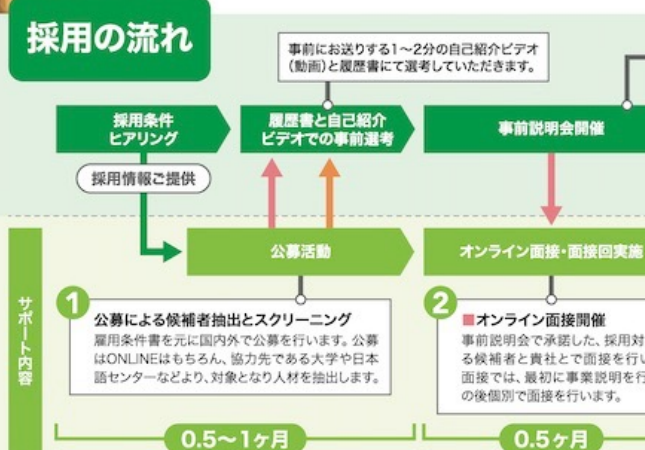 採用の流れ
事前にお送りする1〜2分の自己紹介ビデオ
(動画)と履歴書にて選考していただきます。
採用条件
ヒアリング
履歴書と自己紹介
ビデオでの事前選考
事前説明会開催
採用情報ご提供
公募活動
オンライン面接・面接回実施
サポート内容
1
公募による候補者抽出とスクリーニング
雇用条件書を元に国内外で公募を行います。公募
はONLINEはもちろん、協力先である大学や日本
語センターなどより、対象となり人材を抽出します。
2
■オンライン面接開催
事前説明会で承諾した、採用対
る候補者と貴社とで面接を行い
面接では、最初に事業説明を行
の後個別で面接を行います。
0.5〜1ヶ月
0.5ヶ月